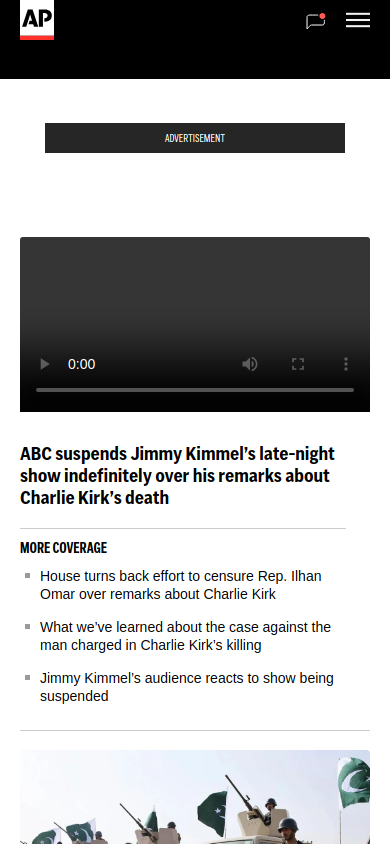 AP
ADVERTISEMENT
0:00
ABC suspends Jimmy Kimmel’s late-night
show indefinitely over his remarks about
Charlie Kirk’s death
MORE COVERAGE
House turns back effort to censure Rep. Ilhan
Omar over remarks about Charlie Kirk
What we’ve learned about the case against the
man charged in Charlie Kirk’s killing
Jimmy Kimmel’s audience reacts to show being
suspended